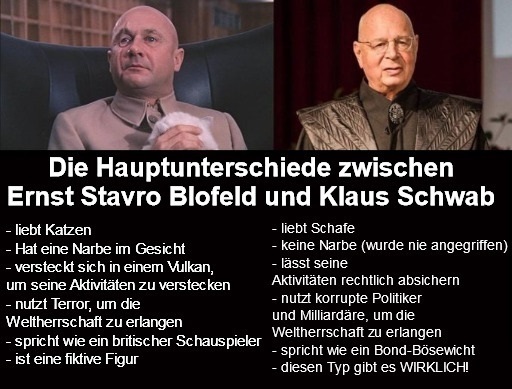 Die Hauptunterschiede zwischen
Ernst Stavro Blofeld und Klaus Schwab
- liebt Katzen
- Hat eine Narbe im Gesicht
- versteckt sich in einem Vulkan,
um seine Aktivitäten zu verstecken
- nutzt Terror, um die
Weltherrschaft zu erlangen
- spricht wie ein britischer Schauspieler
- ist eine fiktive Figur
- liebt Schafe
- keine Narbe (wurde nie angegriffen)
- lässt seine
Aktivitäten rechtlich absichern
- nutzt korrupte Politiker
und Milliardäre, um die
Weltherrschaft zu erlangen
- spricht wie ein Bond-Bösewicht
- diesen Typ gibt es WIRKLICH!